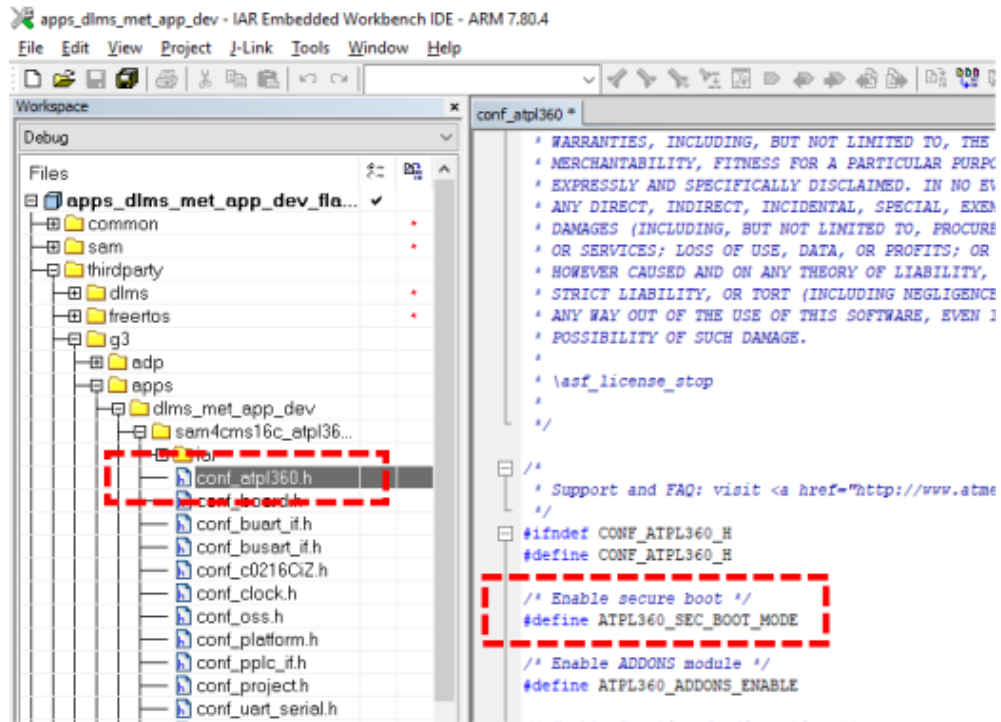 apps_dlms_met_app_dev - IAR Embedded Workbench IDE - ARM 7.80.4
File Edit View Project J-Link Tools Window Help
Workspace
Debug
Files
apps_dlms_met_app_dev_fla...
common
sam
thirdparty
dlms
freertos
g3
adp
apps
dlms_met_app_dev
sam4cms16c_atpl36...
iar
conf_atpl360.h
conf_board.h
conf_buart_if.h
conf_busart_if.h
conf_c0216CiZ.h
conf_clock.h
conf_oss.h
conf_platform.h
conf_pplc_if.h
conf_project.h
conf_uart_serial.h
conf_atpl360 *
* WARRANTIES, INCLUDING, BUT NOT LIMITED TO, THE
* MERCHANTABILITY, FITNESS FOR A PARTICULAR PURPO
* EXPRESSLY AND SPECIFICALLY DISCLAIMED. IN NO EV
* ANY DIRECT, INDIRECT, INCIDENTAL, SPECIAL, EXEM
* DAMAGES (INCLUDING, BUT NOT LIMITED TO, PROCURE
* OR SERVICES; LOSS OF USE, DATA, OR PROFITS; OR
* HOWEVER CAUSED AND ON ANY THEORY OF LIABILITY,
* STRICT LIABILITY, OR TORT (INCLUDING NEGLIGENCE
* ANY WAY OUT OF THE USE OF THIS SOFTWARE, EVEN I
* POSSIBILITY OF SUCH DAMAGE.
*
* \asf_license_stop
*
*/
/*
* Support and FAQ: visit <a href="http://www.atme
*/
#ifndef CONF_ATPL360_H
#define CONF_ATPL360_H
/* Enable secure boot */
#define ATPL360_SEC_BOOT_MODE
/* Enable ADDONS module */
#define ATPL360_ADDONS_ENABLE